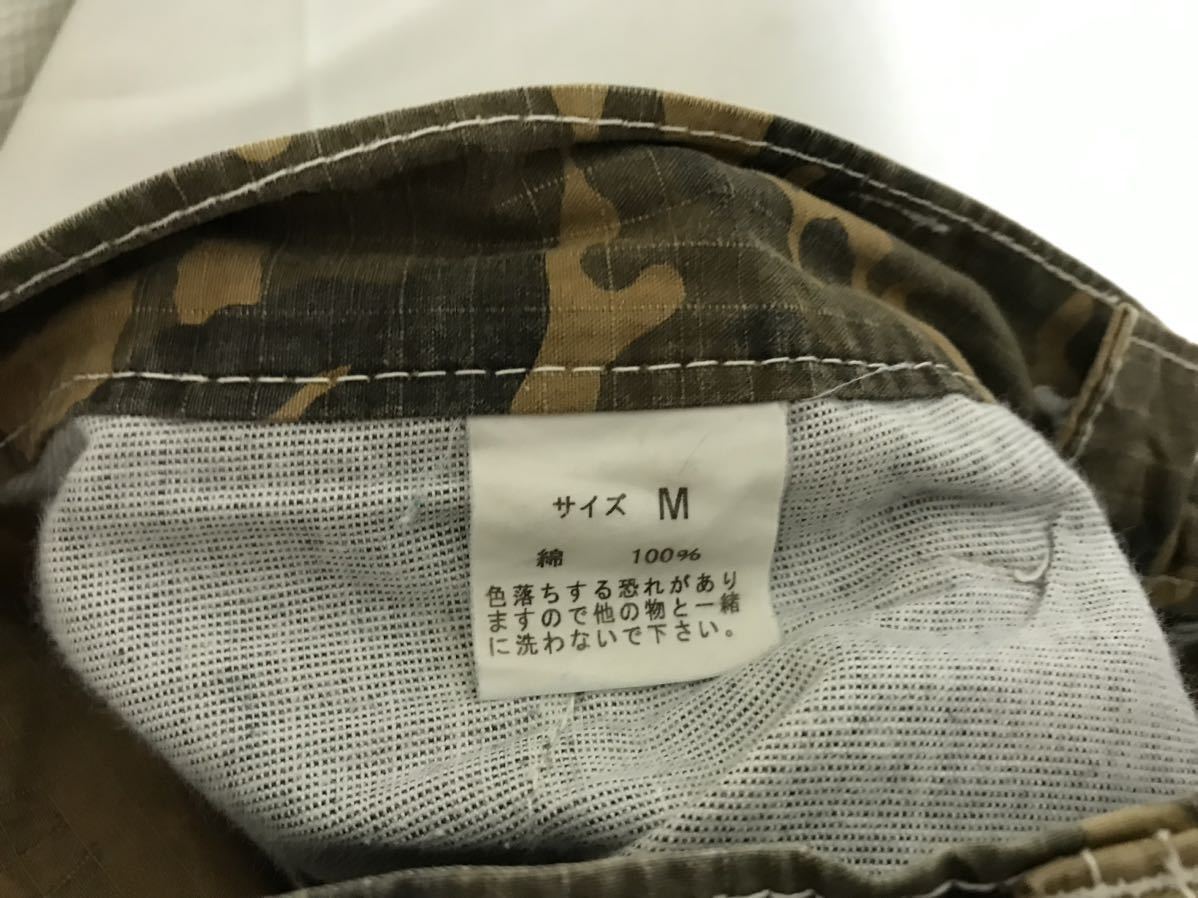 サイズ M
綿 100%
色落ちする恐れがあり
ますので他の物と一緒
に洗わないで下さい。